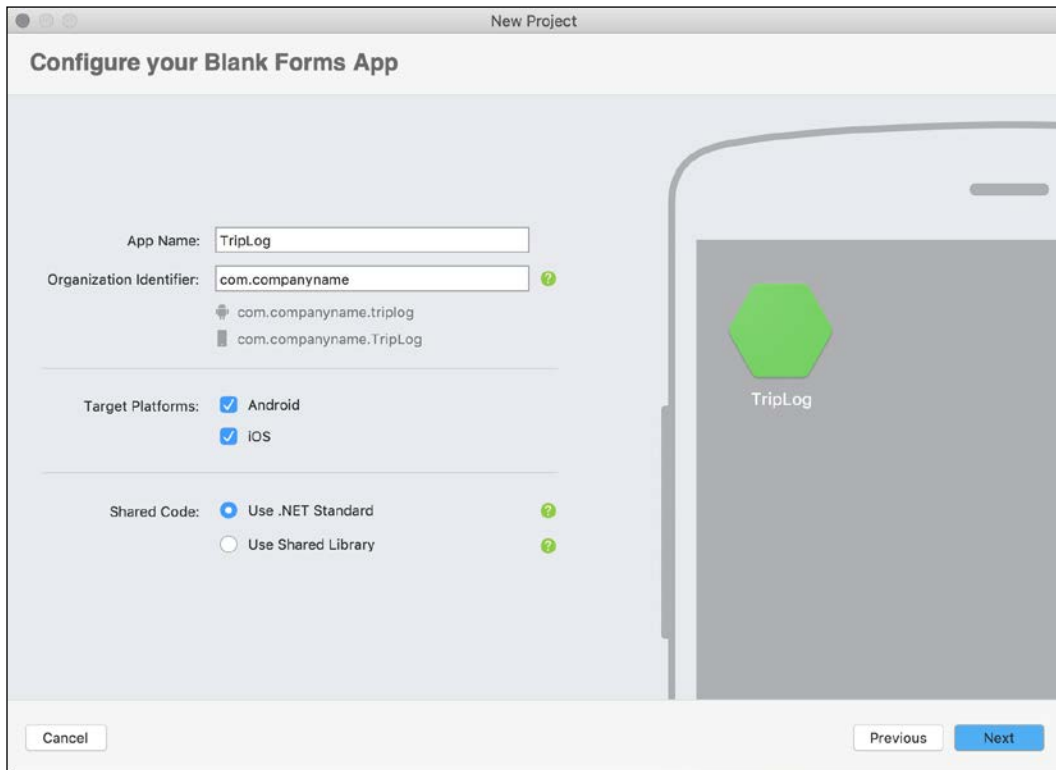 New Project
Configure your Blank Forms App
App Name: TripLog
Organization Identifier: com.companyname
com.companyname.triplog
com.companyname.TripLog
Target Platforms: Android
iOS
Shared Code: Use .NET Standard
Use Shared Library
TripLog
Cancel Previous Next